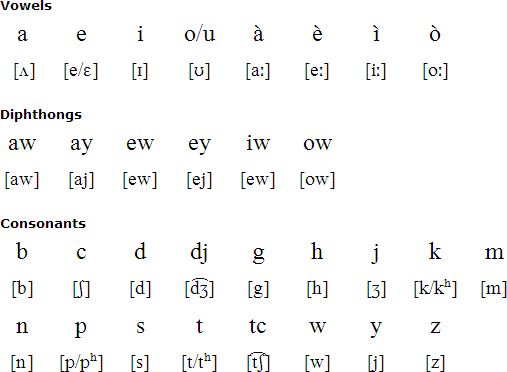 Vowels
a e i o/u à è ì ò
[ʌ] [e/ɛ] [ɪ] [ʊ] [aː] [eː] [iː] [oː]
Diphthongs
aw ay ew ey iw ow
[aw] [aj] [ew] [ej] [ew] [ow]
Consonants
b c d dj g h j k m
[b] [ʃ] [d] [d͡ʒ] [g] [h] [ʒ] [k/kʰ] [m]
n p s t tc w y z
[n] [p/pʰ] [s] [t/tʰ] [t͡ʃ] [w] [j] [z]